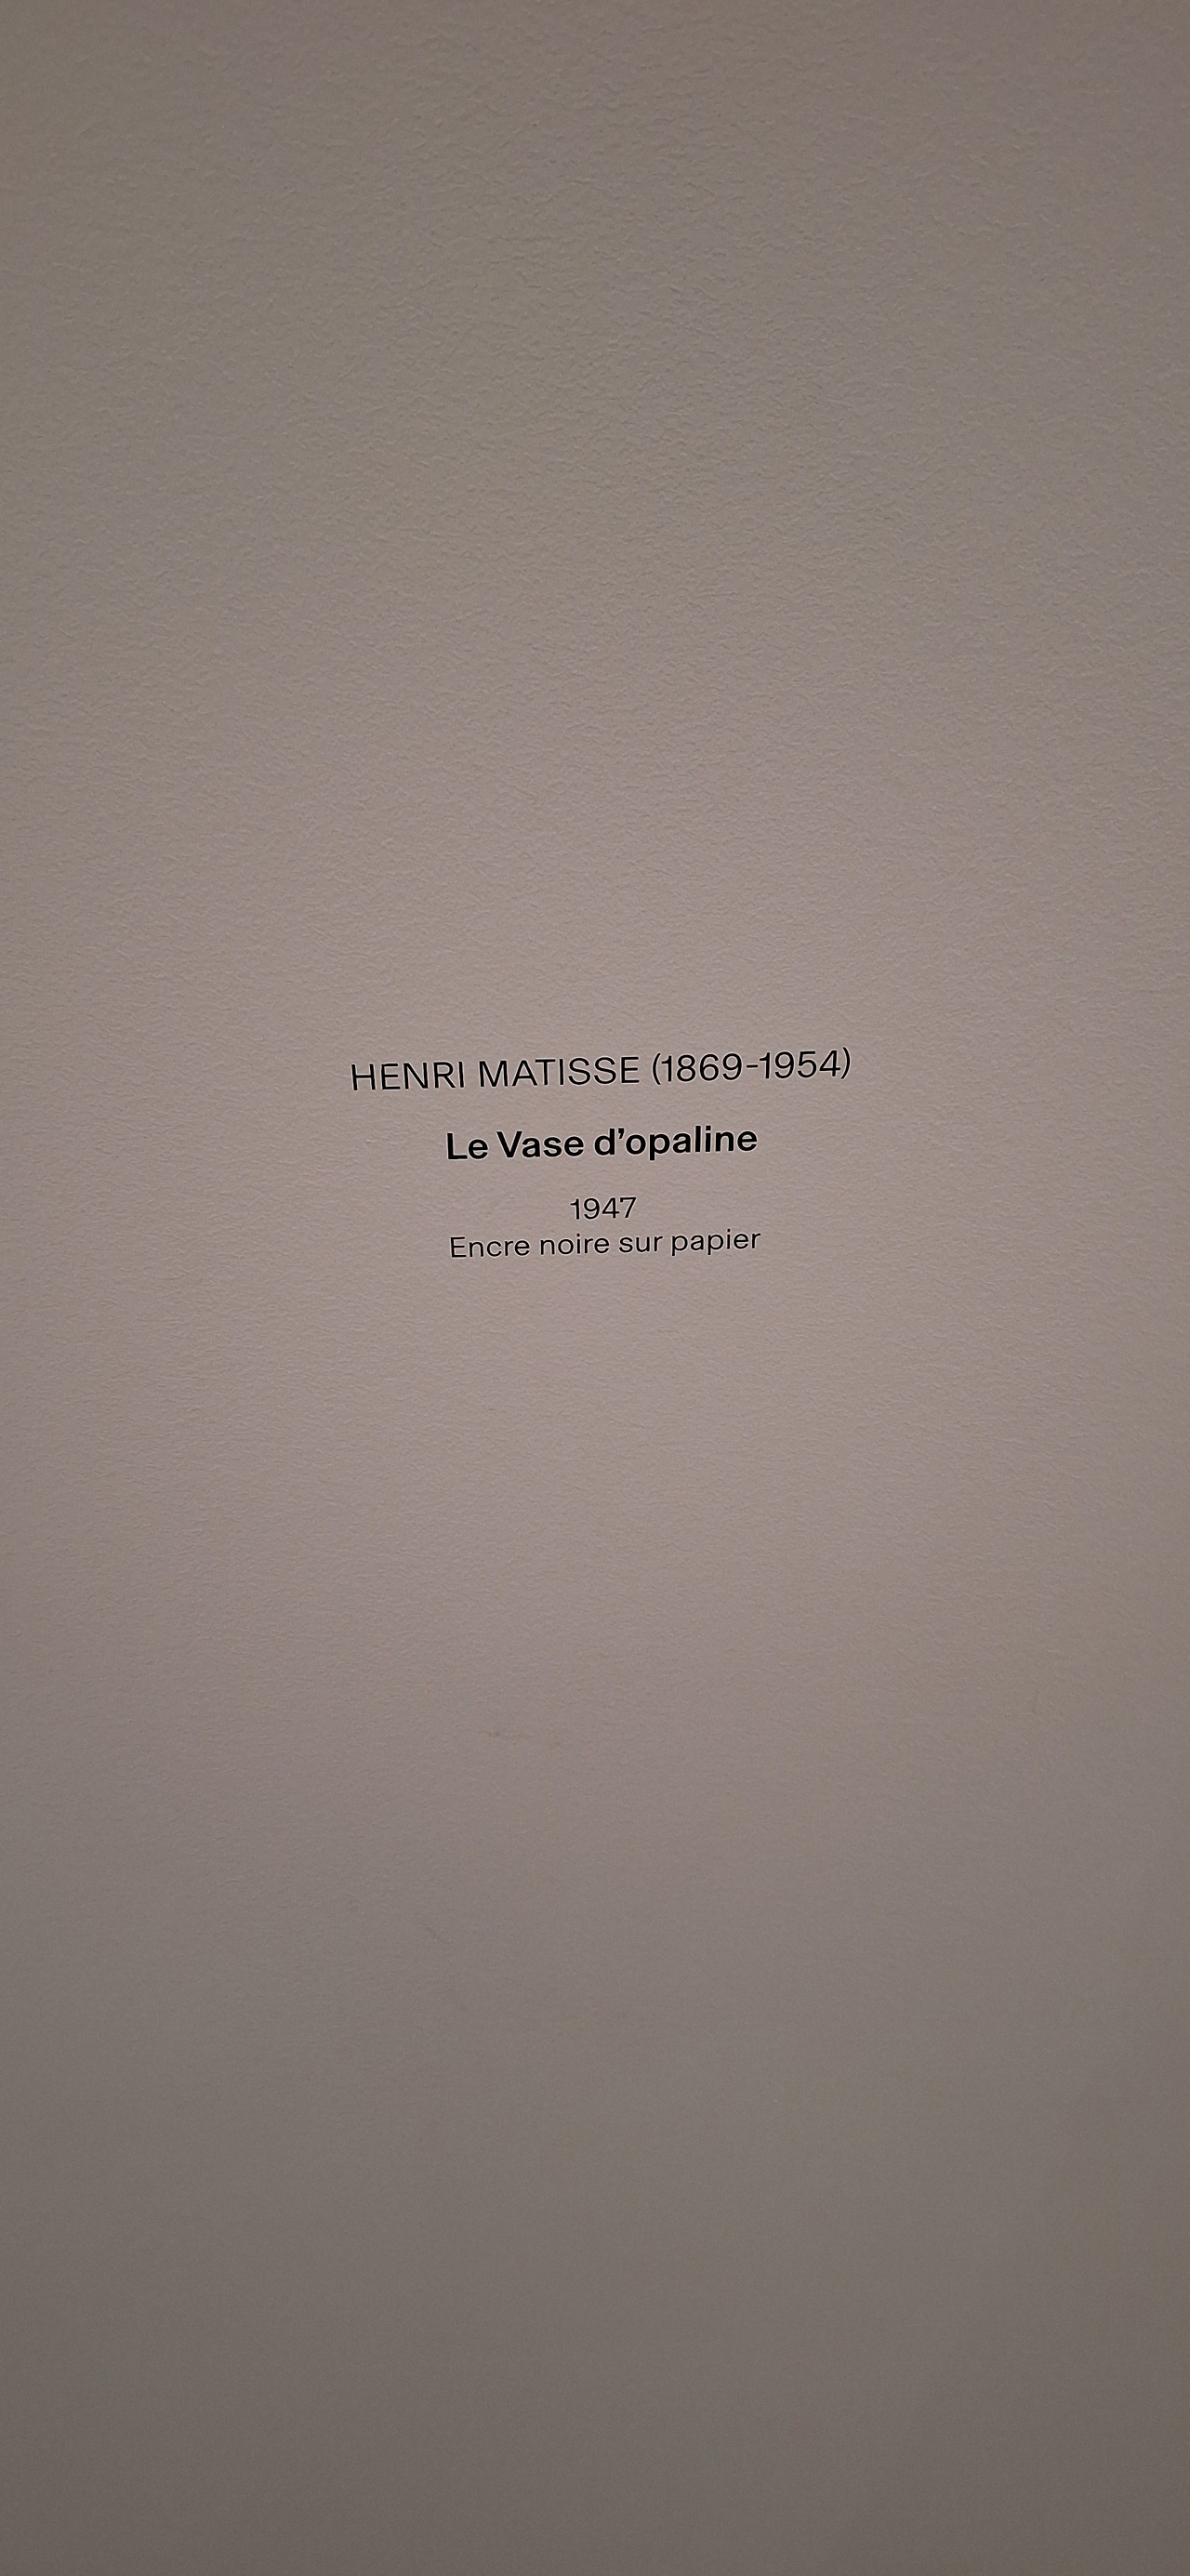 HENRI MATISSE (1869-1954)
Le Vase d’opaline
1947
Encre noire sur papier